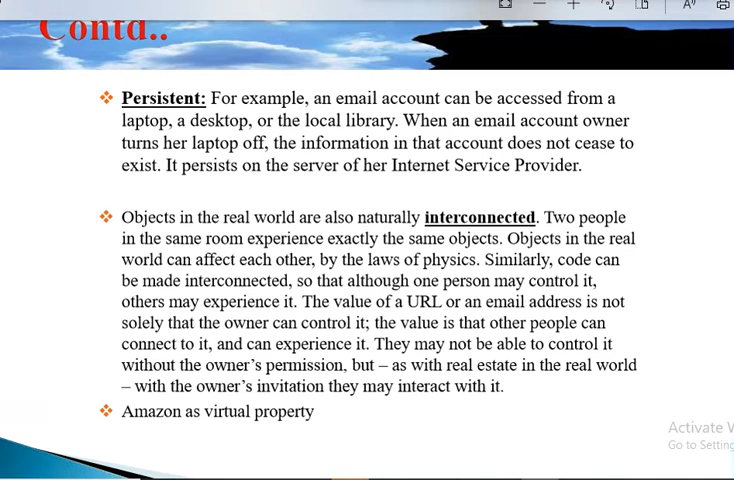 Contd..
Persistent: For example, an email account can be accessed from a
laptop, a desktop, or the local library. When an email account owner
turns her laptop off, the information in that account does not cease to
exist. It persists on the server of her Internet Service Provider.
Objects in the real world are also naturally interconnected. Two people
in the same room experience exactly the same objects. Objects in the real
world can affect each other, by the laws of physics. Similarly, code can
be made interconnected, so that although one person may control it,
others may experience it. The value of a URL or an email address is not
solely that the owner can control it; the value is that other people can
connect to it, and can experience it. They may not be able to control it
without the owner's permission, but – as with real estate in the real world
– with the owner's invitation they may interact with it.
Amazon as virtual property
Activate
Go to Setting